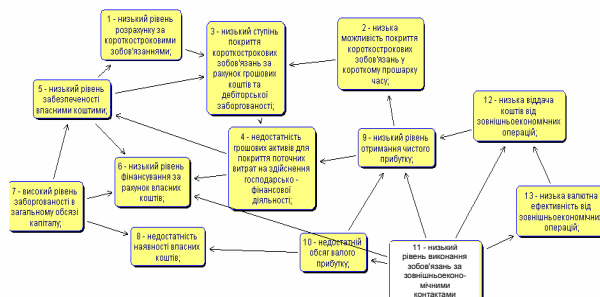 1 - низький рівень
розрахунку за
короткостроковими
зобов'язаннями;
3 - низький ступінь
покриття
короткострокових
зобов'язань за
рахунок грошових
коштів та
дебіторської
заборгованості;
2 - низька
можливість покриття
короткострокових
зобов'язань у
короткому прошарку
часу;
5 - низький рівень
забезпеченості
власними коштими;
12 - низька віддача
коштів від
зовнішньоекономічних
операцій;
4 - недостатність
грошових активів для
покриття поточних
витрат на здійснення
господарсько -
фінансової
діяльності;
9 - низький рівень
отримання чистого
прибутку;
6 - низький рівень
фінансування за
рахунок власних
коштів;
7 - високий рівень
заборгованості в
загальному обсязі
капіталу;
13 - низька валютна
ефективність від
зовнішньоекономічних
операцій;
8 - недостатність
наявності власних
коштів;
10 - недостатній
обсяг валого
прибутку;
11 - низький
рівень виконання
зобов'язань за
зовнішньоеконо-
мічними
контактами